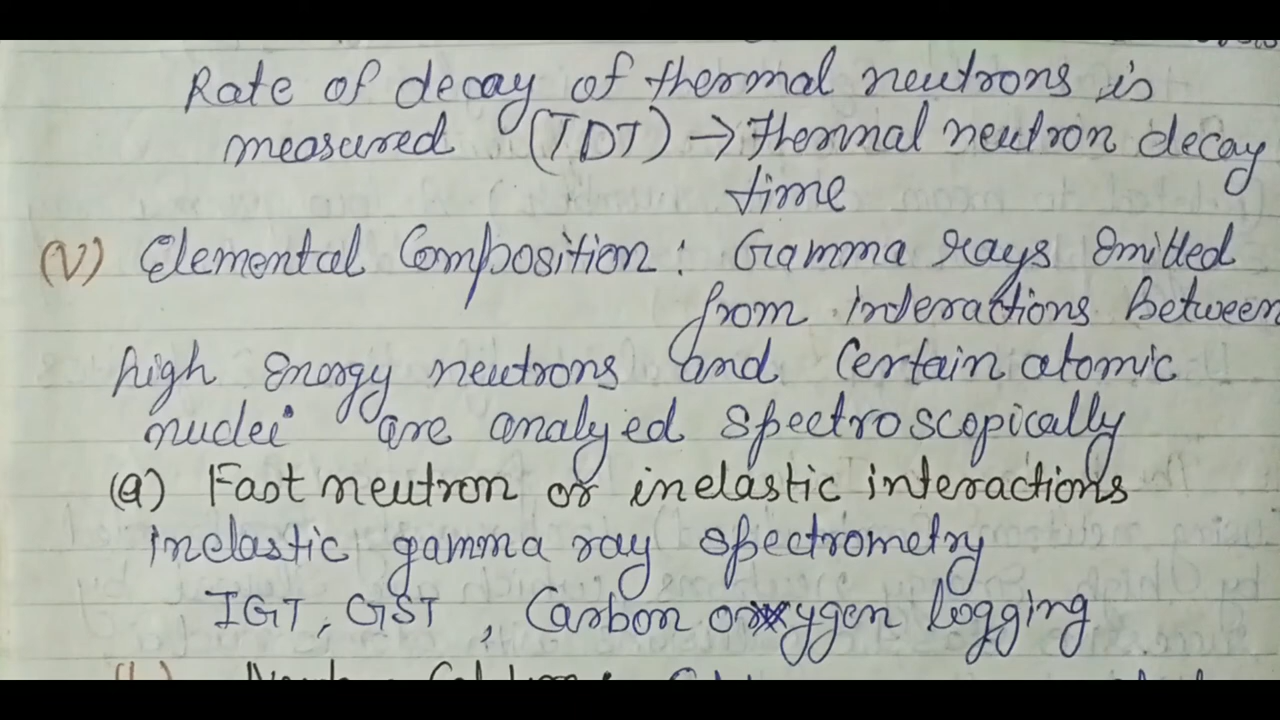 Rate of decay of thermal neutrons is
measured (TDT) → thermal neutron decay
time
(V) Elemental Composition : Gamma rays emitted
from interactions between
high energy neutrons and certain atomic
nuclei are analyed spectroscopically
(a) Fast neutron or inelastic interactions
inelastic gamma ray spectrometry
IGT, GST, Carbon oxygen logging